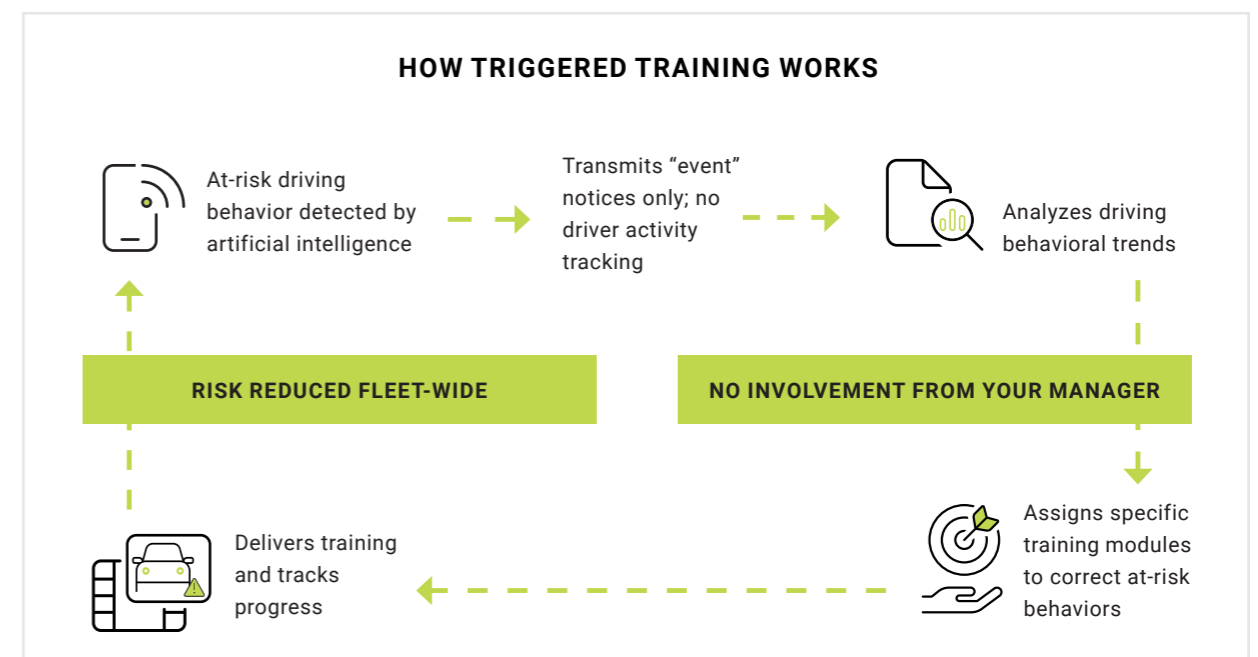 HOW TRIGGERED TRAINING WORKS
At-risk driving
behavior detected by
artificial intelligence
Transmits “event”
notices only; no
driver activity
tracking
Analyzes driving
behavioral trends
RISK REDUCED FLEET-WIDE
NO INVOLVEMENT FROM YOUR MANAGER
Delivers training
and tracks
progress
Assigns specific
training modules
to correct at-risk
behaviors